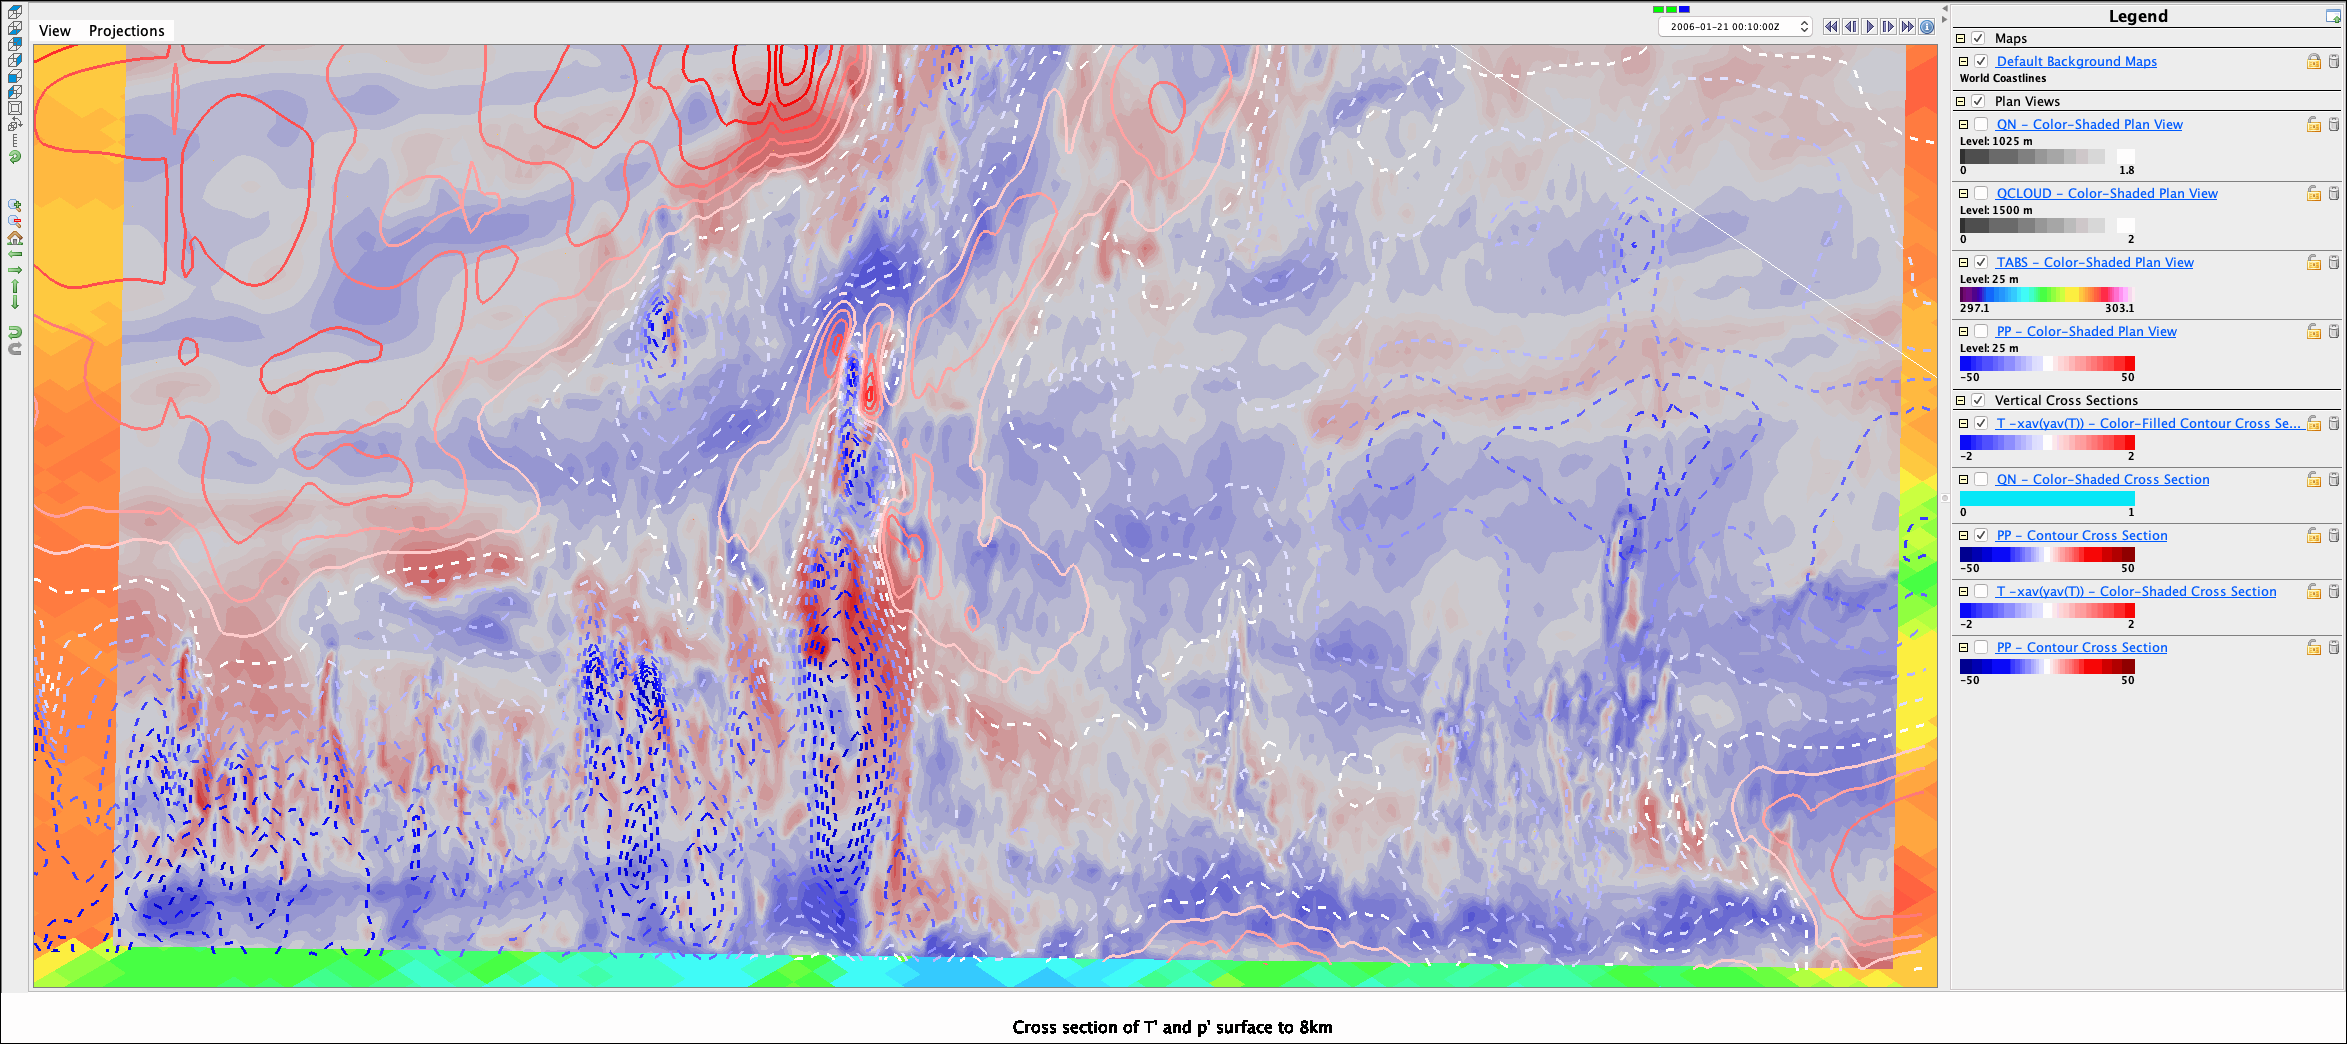 View Projections
2006-01-21 00:10:00Z
Legend
Maps
Default Background Maps
World Coastlines
Plan Views
QN - Color-Shaded Plan View
Level: 1025 m
0 1.8
QCLOUD - Color-Shaded Plan View
Level: 1500 m
0 2
TABS - Color-Shaded Plan View
Level: 25 m
297.1 303.1
PP - Color-Shaded Plan View
Level: 25 m
-50 50
Vertical Cross Sections
T -xav(yav(T)) - Color-Filled Contour Cross Se...
-2 2
QN - Color-Shaded Cross Section
0 1
PP - Contour Cross Section
-50 50
T -xav(yav(T)) - Color-Shaded Cross Section
-2 2
PP - Contour Cross Section
-50 50
Cross section of T' and p' surface to 8km